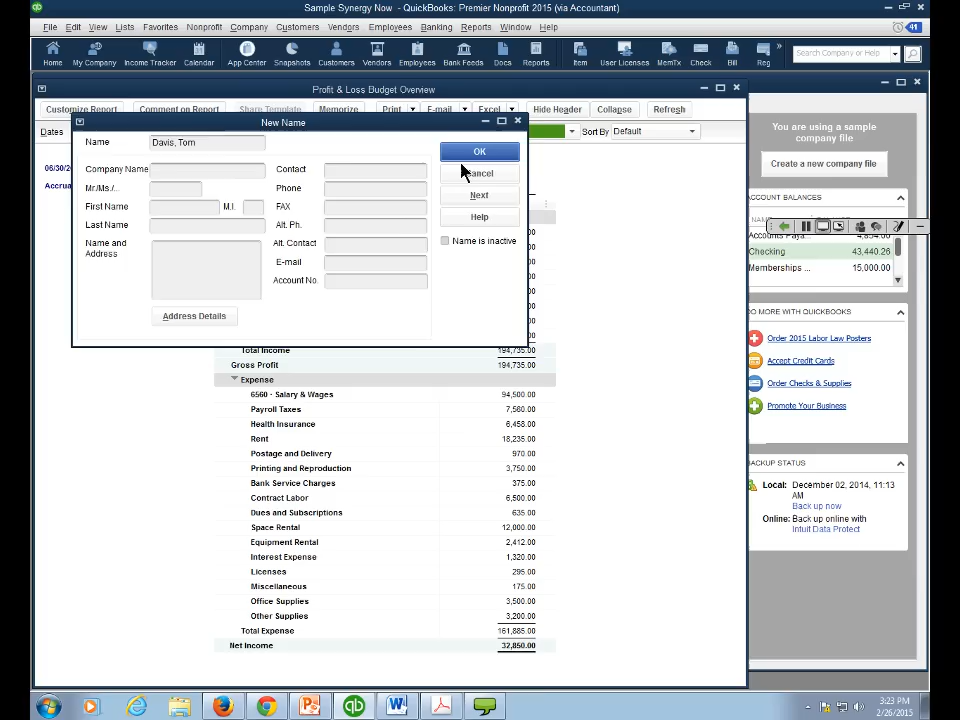 Sample Synergy Now - QuickBooks: Premier Nonprofit 2015 (via Accountant)
File Edit View Lists Favorites Nonprofit Company Customers Vendors Employees Banking Reports Window Help
41
Home My Company Income Tracker Calendar App Center Snapshots Customers Vendors Employees Bank Feeds Docs Reports Item User Licenses MemTx Check Bill Reg
Search Company or Help
Profit & Loss Budget Overview
Customize Report Comment on Report Share Template Memorize Print E-mail Excel Hide Header Collapse Refresh
Dates
Sort By Default
New Name
Name Davis, Tom
OK
Cancel
Next
Help
Name is inactive
Company Name
Mr./Ms./...
First Name M.I.
Last Name
Name and
Address
Contact
Phone
FAX
Alt. Ph.
Alt. Contact
E-mail
Account No.
Address Details
06/30/
Accrua
Total Income 194,735.00
Gross Profit 194,735.00
Expense
6560 · Salary & Wages 94,500.00
Payroll Taxes 7,560.00
Health Insurance 6,458.00
Rent 18,235.00
Postage and Delivery 970.00
Printing and Reproduction 3,750.00
Bank Service Charges 375.00
Contract Labor 6,500.00
Dues and Subscriptions 635.00
Space Rental 12,000.00
Equipment Rental 2,412.00
Interest Expense 1,320.00
Licenses 295.00
Miscellaneous 175.00
Office Supplies 3,500.00
Other Supplies 3,200.00
Total Expense 161,885.00
Net Income 32,850.00
You are using a
sample
company file
Create a new company file
ACCOUNT BALANCES
Accounts Paya... 4,854.00
Checking 43,440.26
Memberships ... 15,000.00
DO MORE WITH QUICKBOOKS
Order 2015 Labor Law Posters
Accept Credit Cards
Order Checks & Supplies
Promote Your Business
BACKUP STATUS
Local: December 02, 2014, 11:13
AM
Back up now
Online: Back up online with
Intuit Data Protect
3:23 PM
2/26/2015